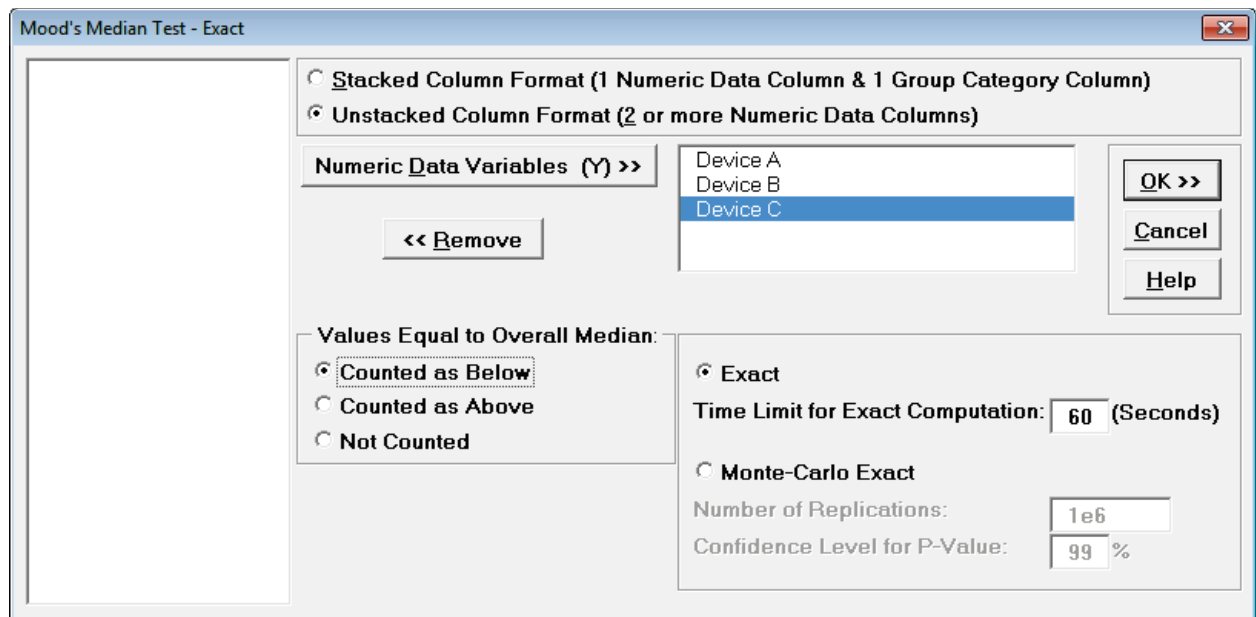 Mood's Median Test - Exact
Stacked Column Format (1 Numeric Data Column & 1 Group Category Column)
Unstacked Column Format (2 or more Numeric Data Columns)
Numeric Data Variables (Y) >>
Device A
Device B
Device C
<< Remove
OK >>
Cancel
Help
Values Equal to Overall Median:
Counted as Below
Counted as Above
Not Counted
Exact
Time Limit for Exact Computation: 60 (Seconds)
Monte-Carlo Exact
Number of Replications: 1e6
Confidence Level for P-Value: 99 %